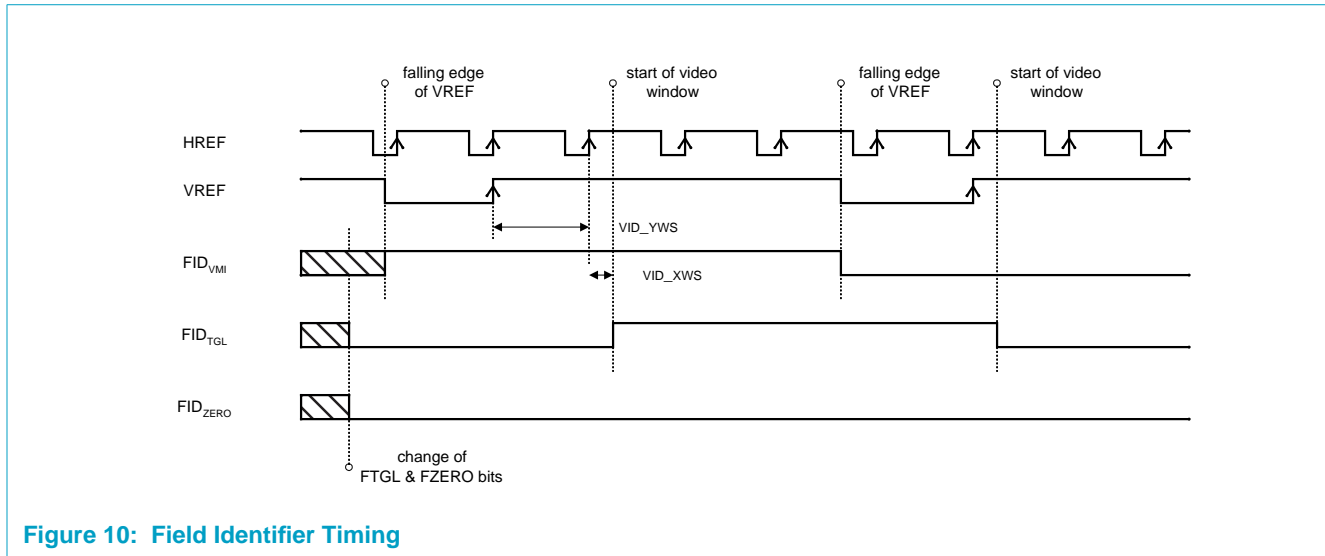 falling edge
of VREF
start of video
window
falling edge
of VREF
start of video
window
HREF
VREF
VID_YWS
FIDVMI
VID_XWS
FIDTGL
FIDZERO
change of
FTGL & FZERO bits
Figure 10: Field Identifier Timing